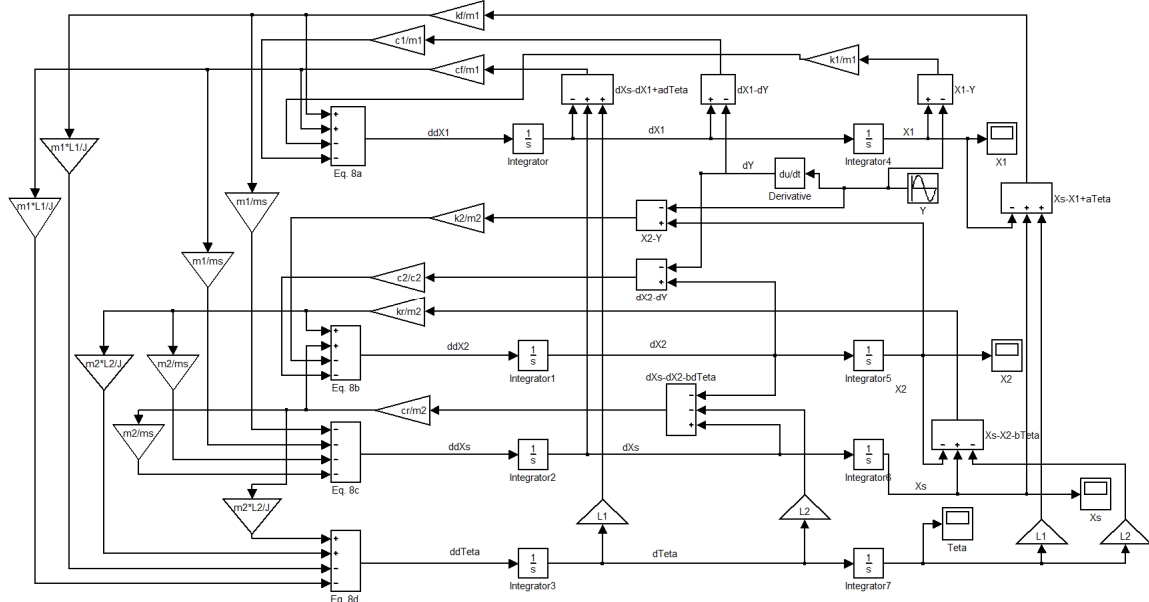 kf/m1
c1/m1
k1/m1
cf/m1
dXs-dX1+adTeta
dX1-dY
X1-Y
- + +
+ -
- +
+
+
-
-
Eq. 8a
ddX1
1
s
Integrator
dX1
1
s
Integrator4
X1
X1
m1*L1/J
dY
du/dt
Derivative
Y
- + +
Xs-X1+aTeta
m1*L1/J
m1/ms
k2/m2
-
+
X2-Y
m1/ms
c2/c2
-
+
dX2-dY
kr/m2
+
+
-
-
Eq. 8b
ddX2
1
s
Integrator1
dX2
1
s
Integrator5
X2
X2
m2*L2/J
m2/ms
dXs-dX2-bdTeta
-
-
+
cr/m2
m2/ms
- + -
Xs-X2-bTeta
-
-
-
-
Eq. 8c
ddXs
1
s
Integrator2
dXs
1
s
Integrator6
Xs
Xs
m2*L2/J
L1
L2
Teta
L1
L2
+
+
-
-
Eq. 8d
ddTeta
1
s
Integrator3
dTeta
1
s
Integrator7